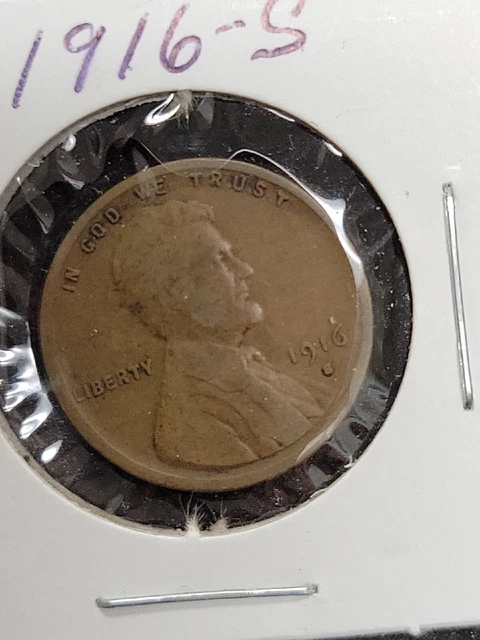 1916-S
IN GOD WE TRUST
LIBERTY
1916